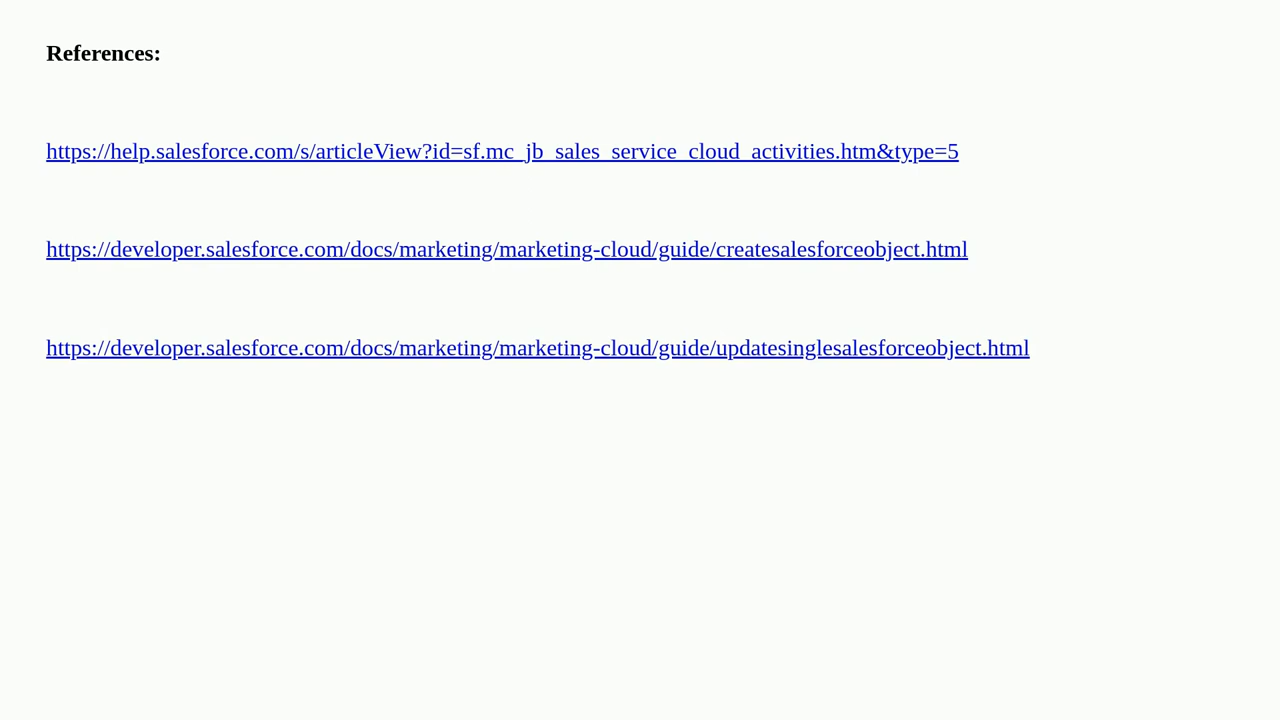 References:
https://help.salesforce.com/s/articleView?id=sf.mc_jb_sales_service_cloud_activities.htm&type=5
https://developer.salesforce.com/docs/marketing/marketing-cloud/guide/createsalesforceobject.html
https://developer.salesforce.com/docs/marketing/marketing-cloud/guide/updatesinglesalesforceobject.html